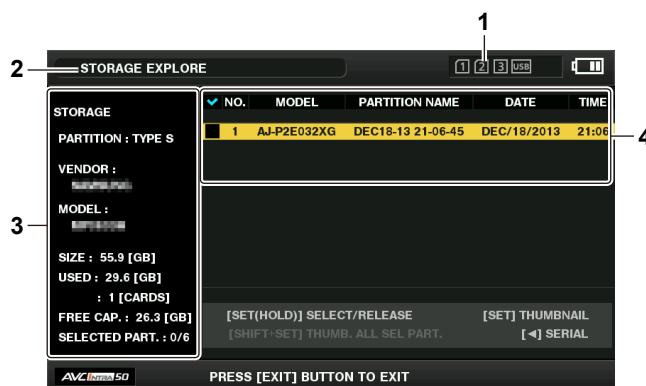 1
2
STORAGE EXPLORE
1 2 3 USB
3
STORAGE
PARTITION : TYPE S
VENDOR :
MODEL :
SIZE : 55.9 [GB]
USED : 29.6 [GB]
: 1 [CARDS]
FREE CAP. : 26.3 [GB]
SELECTED PART. : 0/6
NO. MODEL PARTITION NAME DATE TIME
1 AJ-P2E032XG DEC18-13 21-06-45 DEC/18/2013 21:06
4
[SET(HOLD)] SELECT/RELEASE [SET] THUMBNAIL
[SHIFT+SET] THUMB. ALL SEL PART. [◄] SERIAL
AVC Intra 50 PRESS [EXIT] BUTTON TO EXIT